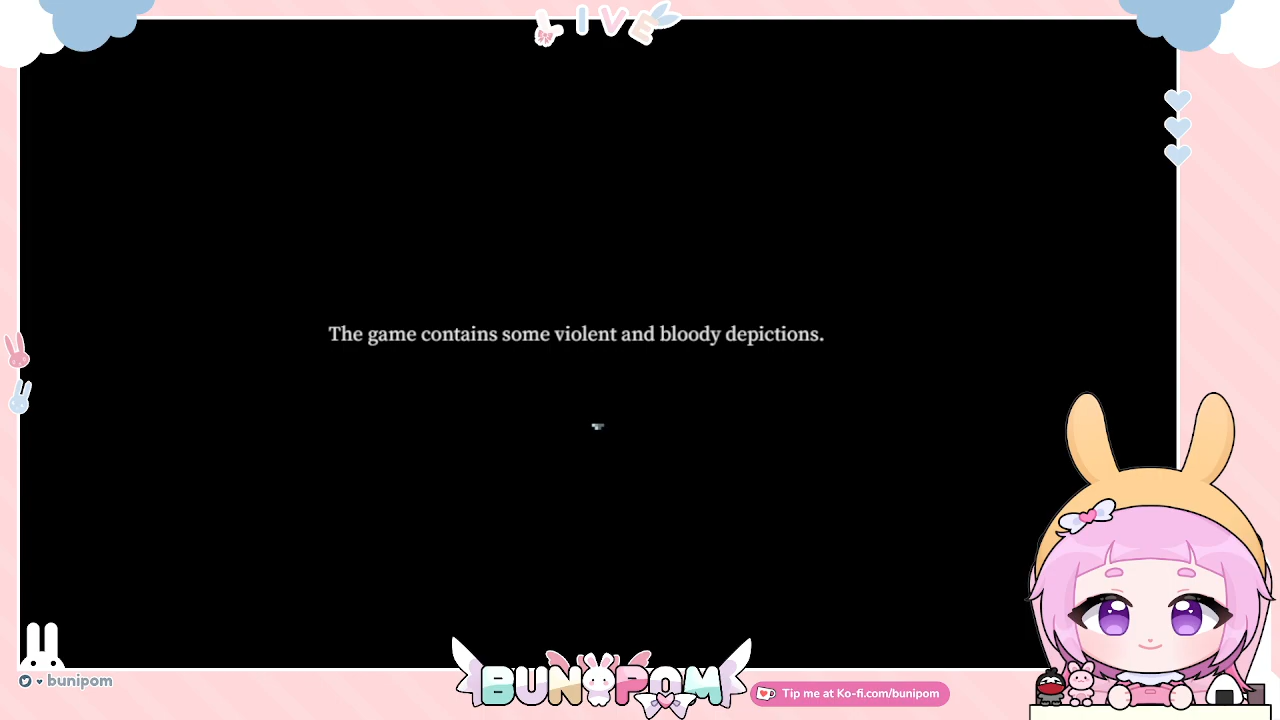 LIVE
The game contains some violent and bloody depictions.
bunipom
BUNIPOM
Tip me at Ko-fi.com/bunipom